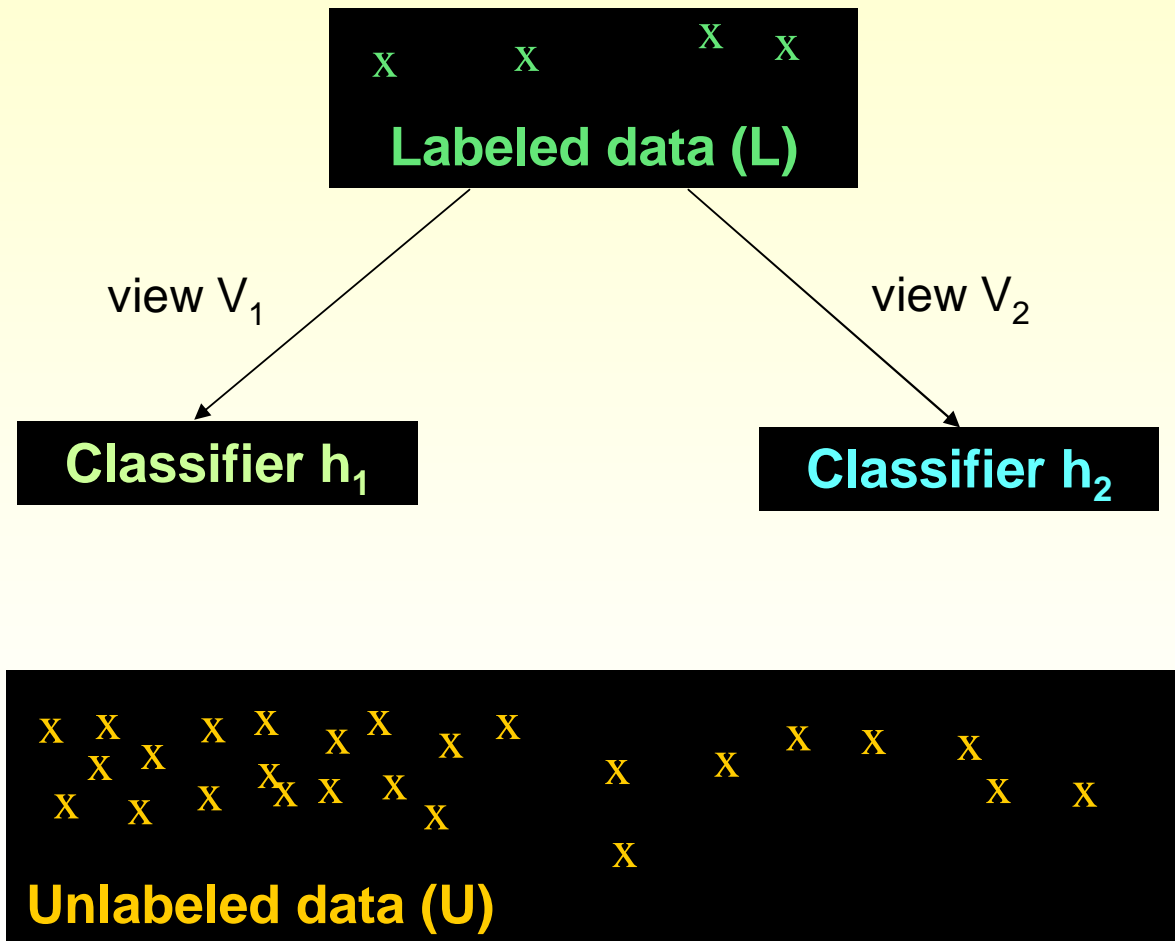 x x x x
Labeled data (L)
view V₁
view V₂
Classifier h₁
Classifier h₂
x x x x x x x x x x x x x
x x x x x x x x x x x x
x
Unlabeled data (U)